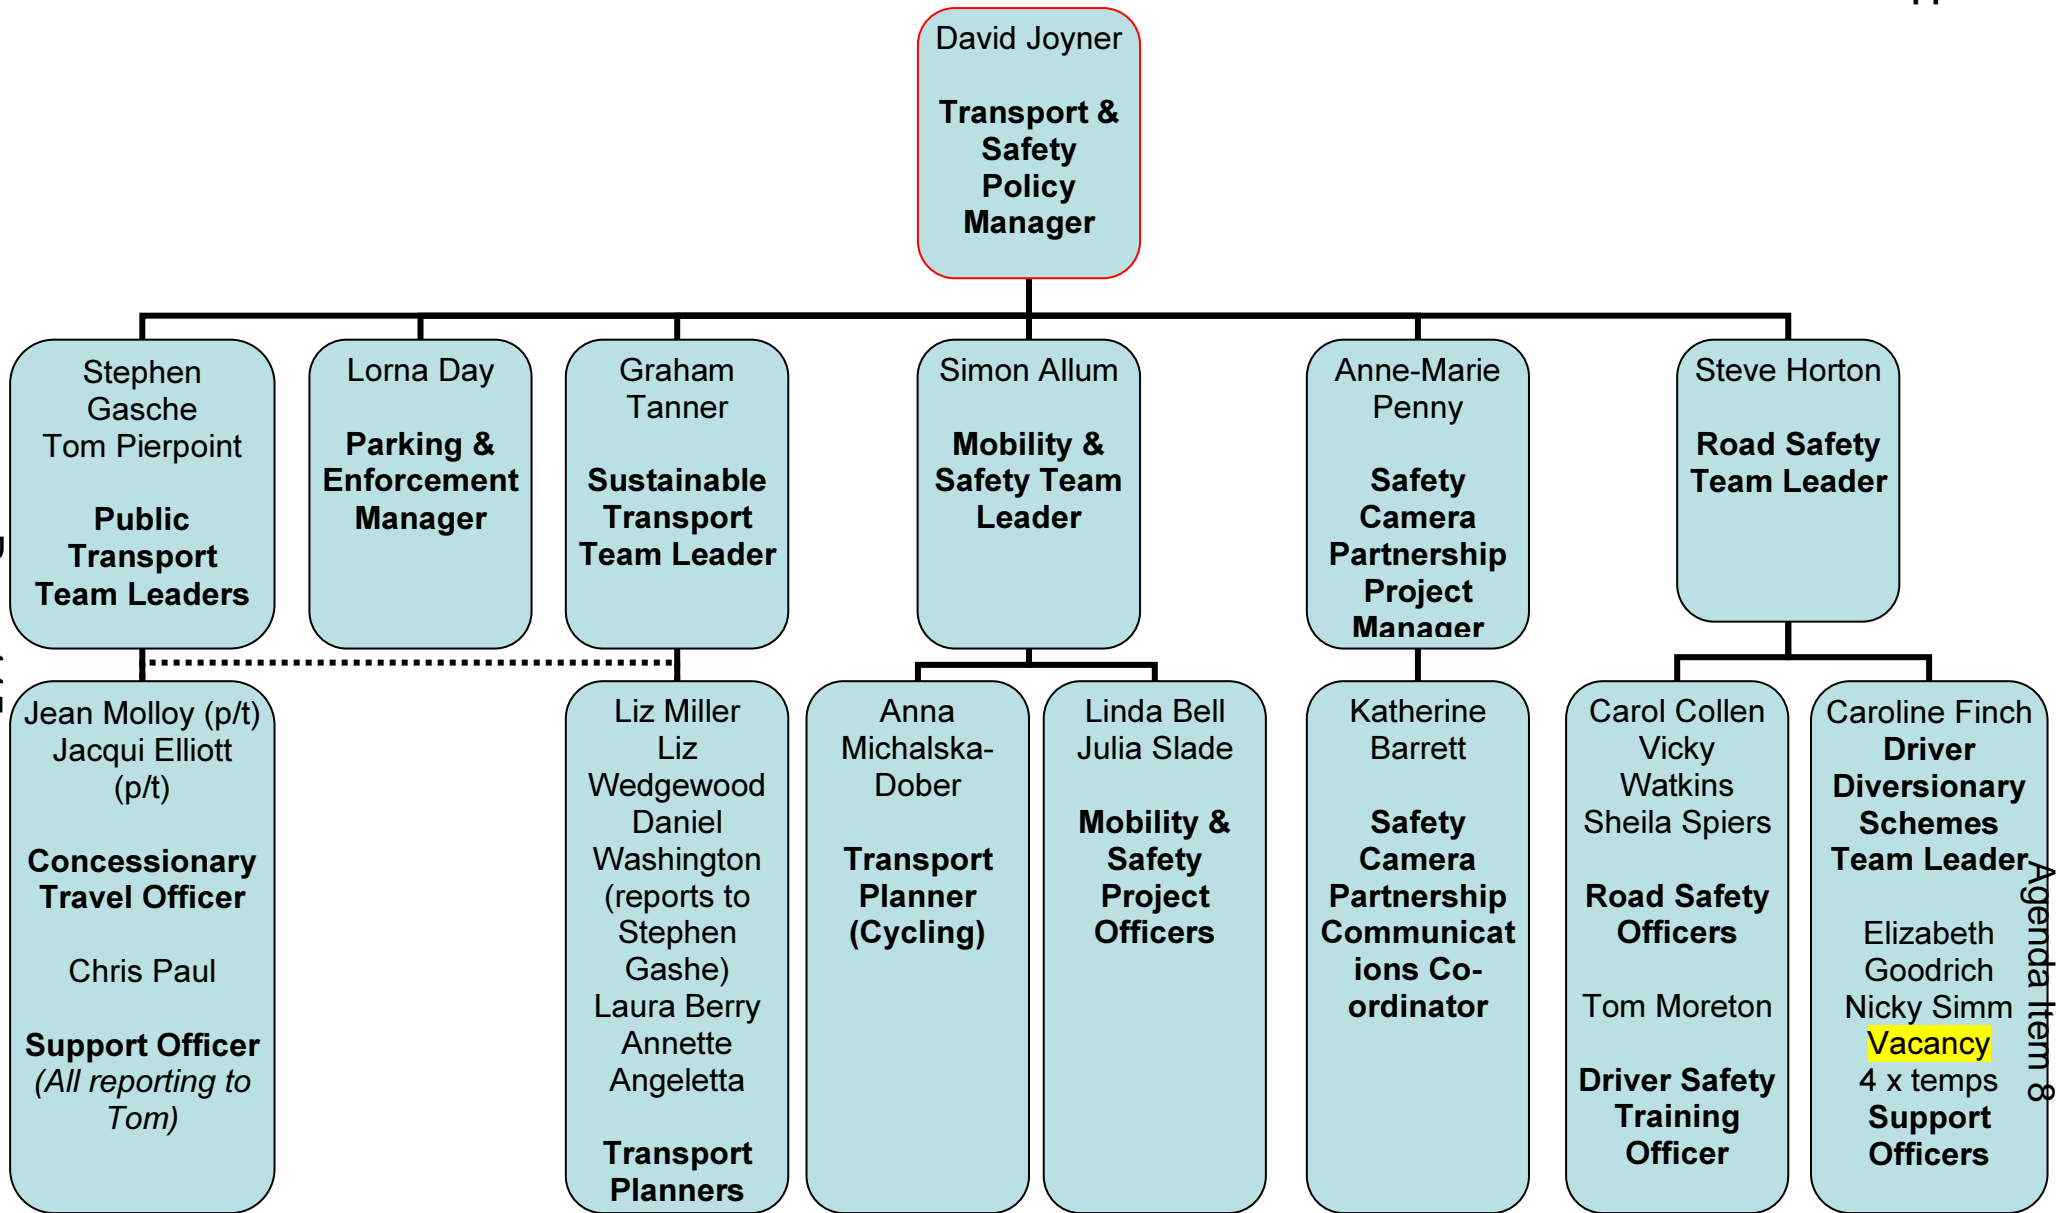 David Joyner
Transport &
Safety
Policy
Manager
Stephen
Gasche
Tom Pierpoint
Public
Transport
Team Leaders
Lorna Day
Parking &
Enforcement
Manager
Graham
Tanner
Sustainable
Transport
Team Leader
Simon Allum
Mobility &
Safety Team
Leader
Anne-Marie
Penny
Safety
Camera
Partnership
Project
Manager
Steve Horton
Road Safety
Team Leader
Jean Molloy (p/t)
Jacqui Elliott
(p/t)
Concessionary
Travel Officer
Chris Paul
Support Officer
(All reporting to
Tom)
Liz Miller
Liz
Wedgewood
Daniel
Washington
(reports to
Stephen
Gashe)
Laura Berry
Annette
Angeletta
Transport
Planners
Anna
Michalska-
Dober
Transport
Planner
(Cycling)
Linda Bell
Julia Slade
Mobility &
Safety
Project
Officers
Katherine
Barrett
Safety
Camera
Partnership
Communicat
ions Co-
ordinator
Carol Collen
Vicky
Watkins
Sheila Spiers
Road Safety
Officers
Tom Moreton
Driver Safety
Training
Officer
Caroline Finch
Driver
Diversionary
Schemes
Team Leader
Elizabeth
Goodrich
Nicky Simm
Vacancy
4 x temps
Support
Officers
Agenda Item 8